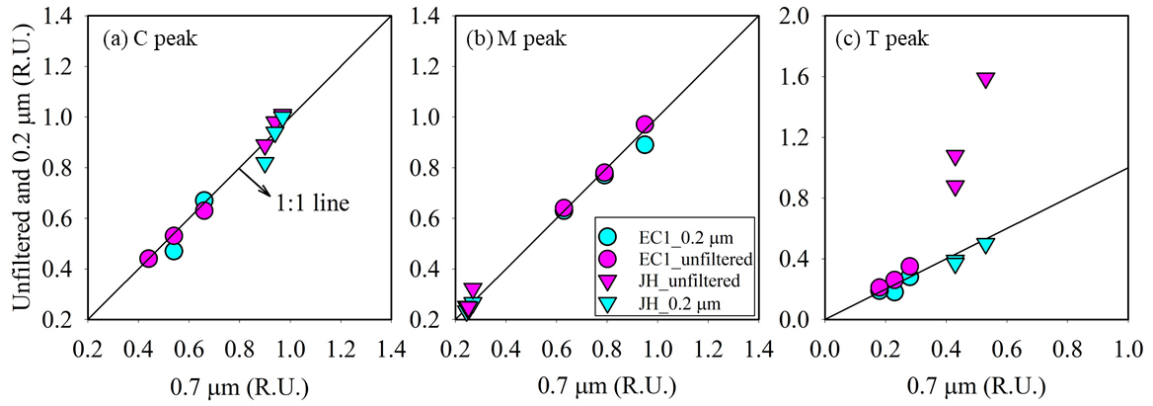 Unfiltered and 0.2 μm (R.U.)
(a) C peak
1.4
1.2
1.0
0.8
0.6
0.4
0.2
1:1 line
0.2 0.4 0.6 0.8 1.0 1.2 1.4
0.7 μm (R.U.)
(b) M peak
1.4
1.2
1.0
0.8
0.6
0.4
0.2
EC1_0.2 μm
EC1_unfiltered
JH_unfiltered
JH_0.2 μm
0.2 0.4 0.6 0.8 1.0 1.2 1.4
0.7 μm (R.U.)
(c) T peak
2.0
1.6
1.2
0.8
0.4
0.0
0.0 0.2 0.4 0.6 0.8 1.0
0.7 μm (R.U.)